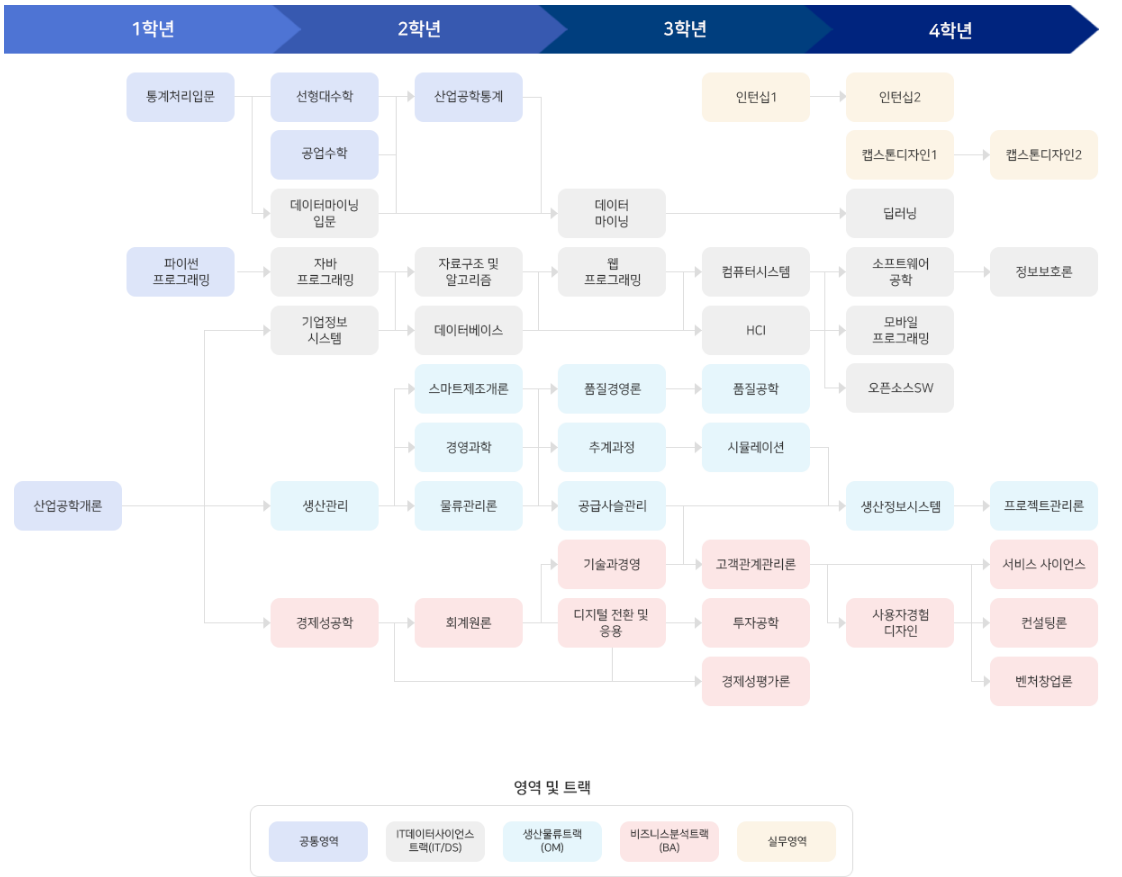 1학년
2학년
3학년
4학년
통계처리입문
선형대수학
산업공학통계
인턴십1
인턴십2
공업수학
캡스톤디자인1
캡스톤디자인2
데이터마이닝
입문
데이터
마이닝
딥러닝
파이썬
프로그래밍
자바
프로그래밍
자료구조 및
알고리즘
웹
프로그래밍
컴퓨터시스템
소프트웨어
공학
정보보호론
기업정보
시스템
데이터베이스
HCI
모바일
프로그래밍
스마트제조개론
품질경영론
품질공학
오픈소스SW
경영과학
추계과정
시뮬레이션
산업공학개론
생산관리
물류관리론
공급사슬관리
생산정보시스템
프로젝트관리론
기술과경영
고객관계관리론
서비스 사이언스
경제성공학
회계원론
디지털 전환 및
응용
투자공학
사용자경험
디자인
컨설팅론
경제성평가론
벤처창업론
영역 및 트랙
공통영역
IT데이터사이언스
트랙(IT/DS)
생산물류트랙
(OM)
비즈니스분석트랙
(BA)
실무영역